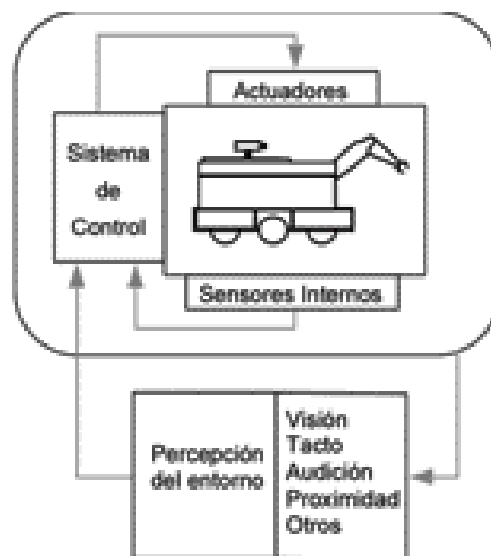 Actuadores
Sistema
de
Control
Sensores Internos
Percepción
del entorno
Visión
Tacto
Audición
Proximidad
Otros